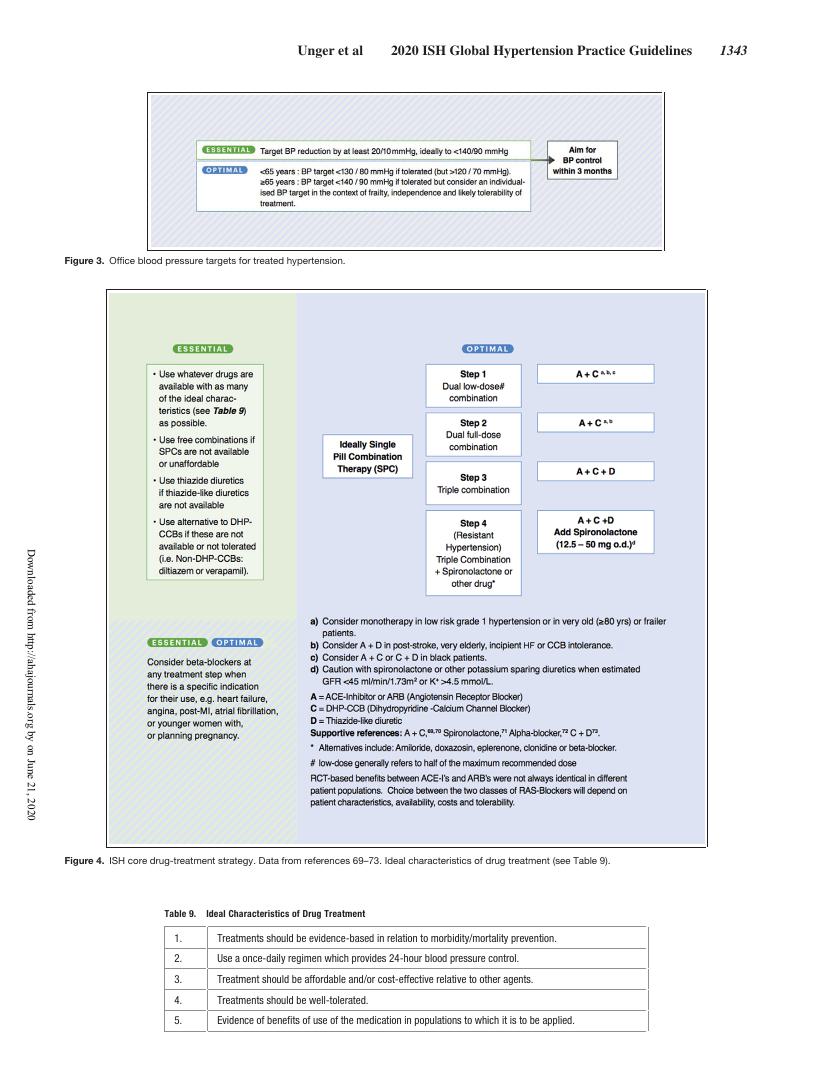 Unger et al 2020 ISH Global Hypertension Practice Guidelines 1343
ESSENTIAL Target BP reduction by at least 20/10 mmHg, ideally to <140/90 mmHg
OPTIMAL <65 years : BP target <130 / 80 mmHg if tolerated (but >120 / 70 mmHg).
≥65 years : BP target <140 / 90 mmHg if tolerated but consider an individual-
ised BP target in the context of frailty, independence and likely tolerability of
treatment.
Aim for
BP control
within 3 months
Figure 3. Office blood pressure targets for treated hypertension.
ESSENTIAL
• Use whatever drugs are
available with as many
of the ideal charac-
teristics (see Table 9)
as possible.
• Use free combinations if
SPCs are not available
or unaffordable
• Use thiazide diuretics
if thiazide-like diuretics
are not available
• Use alternative to DHP-
CCBs if these are not
available or not tolerated
(i.e. Non-DHP-CCBs:
diltiazem or verapamil).
ESSENTIAL OPTIMAL
Consider beta-blockers at
any treatment step when
there is a specific indication
for their use, e.g. heart failure,
angina, post-MI, atrial fibrillation,
or younger women with,
or planning pregnancy.
OPTIMAL
Ideally Single
Pill Combination
Therapy (SPC)
Step 1
Dual low-dose#
combination
A + C a, b, c
Step 2
Dual full-dose
combination
A + C a, b
Step 3
Triple combination
A + C + D
Step 4
(Resistant
Hypertension)
Triple Combination
+ Spironolactone or
other drug*
A + C +D
Add Spironolactone
(12.5 – 50 mg o.d.)d
a) Consider monotherapy in low risk grade 1 hypertension or in very old (≥80 yrs) or frailer
patients.
b) Consider A + D in post-stroke, very elderly, incipient HF or CCB intolerance.
c) Consider A + C or C + D in black patients.
d) Caution with spironolactone or other potassium sparing diuretics when estimated
GFR <45 ml/min/1.73m² or K⁺ >4.5 mmol/L.
A = ACE-Inhibitor or ARB (Angiotensin Receptor Blocker)
C = DHP-CCB (Dihydropyridine -Calcium Channel Blocker)
D = Thiazide-like diuretic
Supportive references: A + C,69,70 Spironolactone,71 Alpha-blocker,72 C + D73.
* Alternatives include: Amiloride, doxazosin, eplerenone, clonidine or beta-blocker.
# low-dose generally refers to half of the maximum recommended dose
RCT-based benefits between ACE-I's and ARB's were not always identical in different
patient populations. Choice between the two classes of RAS-Blockers will depend on
patient characteristics, availability, costs and tolerability.
Figure 4. ISH core drug-treatment strategy. Data from references 69–73. Ideal characteristics of drug treatment (see Table 9).
Table 9. Ideal Characteristics of Drug Treatment
1. Treatments should be evidence-based in relation to morbidity/mortality prevention.
2. Use a once-daily regimen which provides 24-hour blood pressure control.
3. Treatment should be affordable and/or cost-effective relative to other agents.
4. Treatments should be well-tolerated.
5. Evidence of benefits of use of the medication in populations to which it is to be applied.
Downloaded from http://ahajournals.org by on June 21, 2020